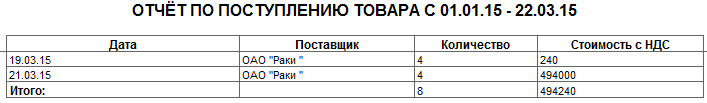 ОТЧЁТ ПО ПОСТУПЛЕНИЮ ТОВАРА С 01.01.15 - 22.03.15
Дата Поставщик Количество Стоимость с НДС
19.03.15 ОАО "Раки " 4 240
21.03.15 ОАО "Раки " 4 494000
Итого: 8 494240